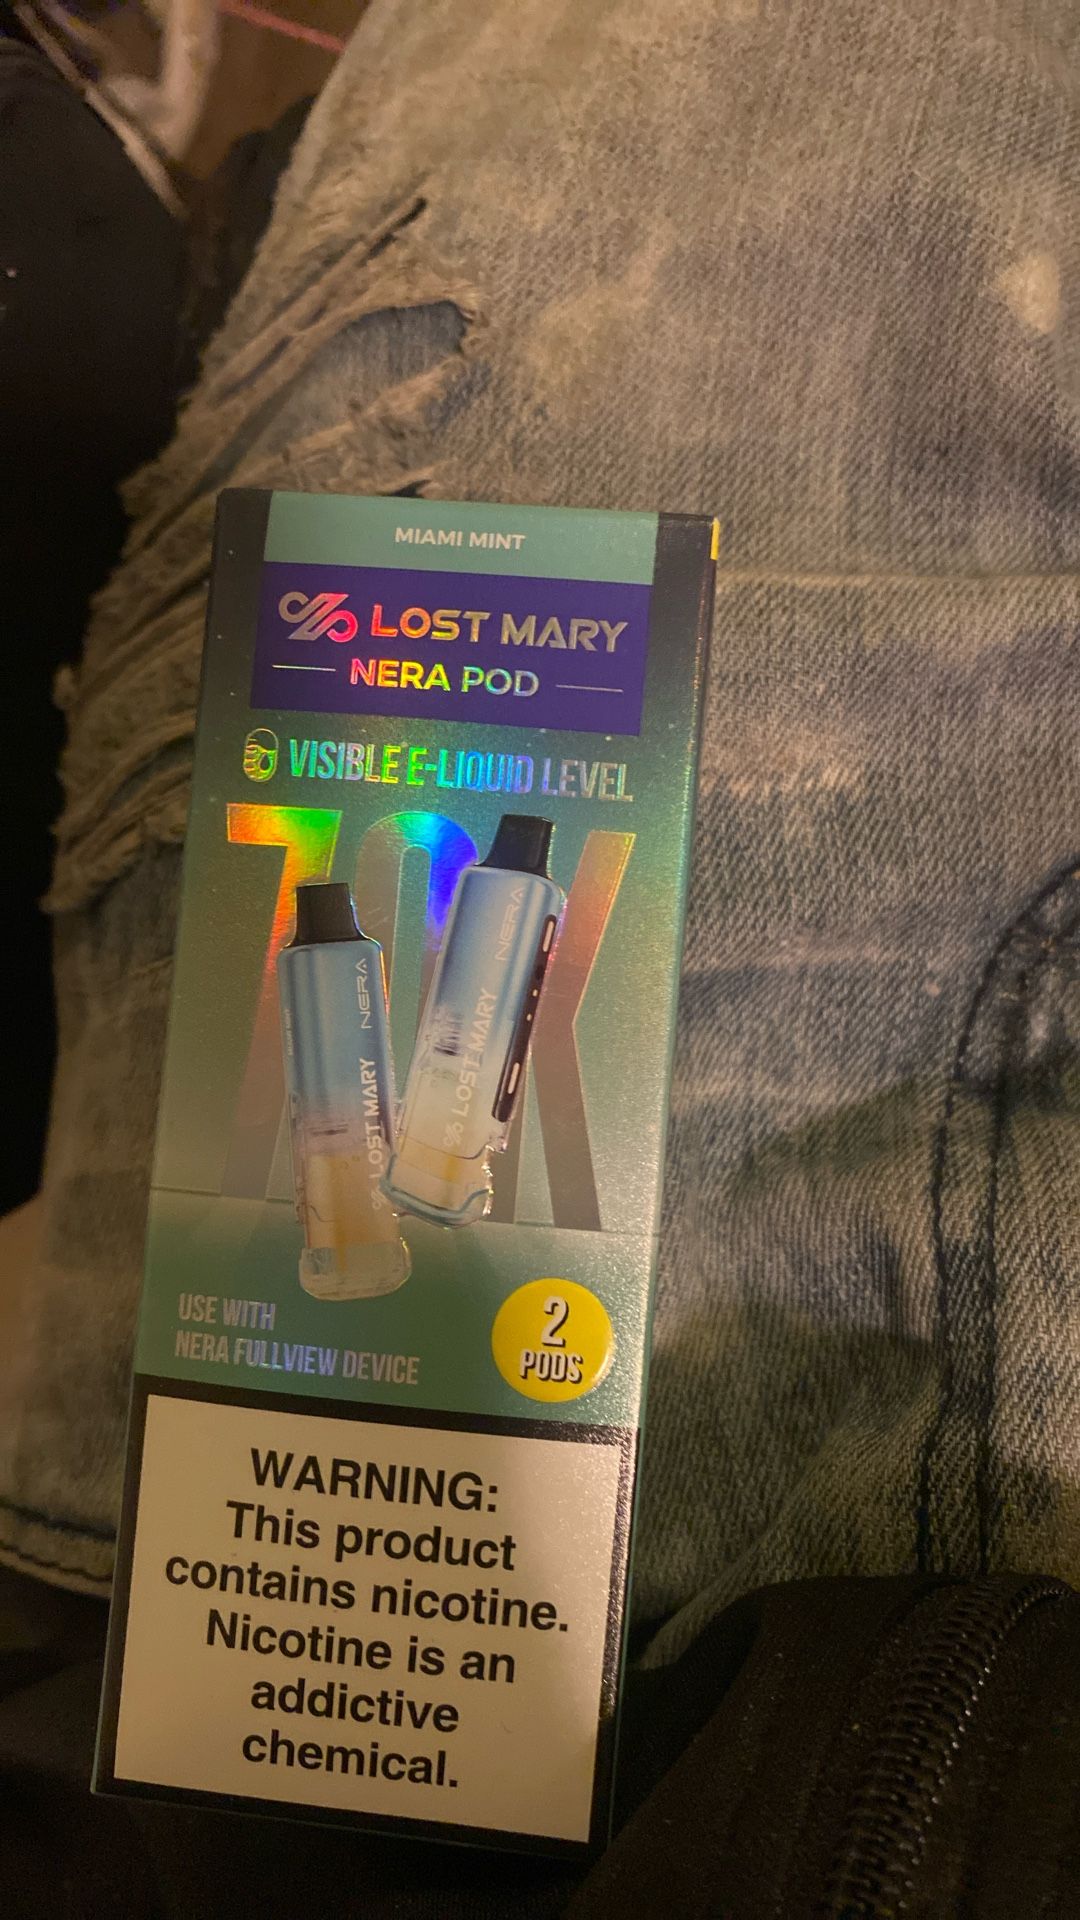 MIAMI MINT
LOST MARY
NERA POD
VISIBLE E-LIQUID LEVEL
70K
NERA
LOST MARY
NERA
LOST MARY
USE WITH
NERA FULLVIEW DEVICE
2
PODS
WARNING:
This product
contains nicotine.
Nicotine is an
addictive
chemical.